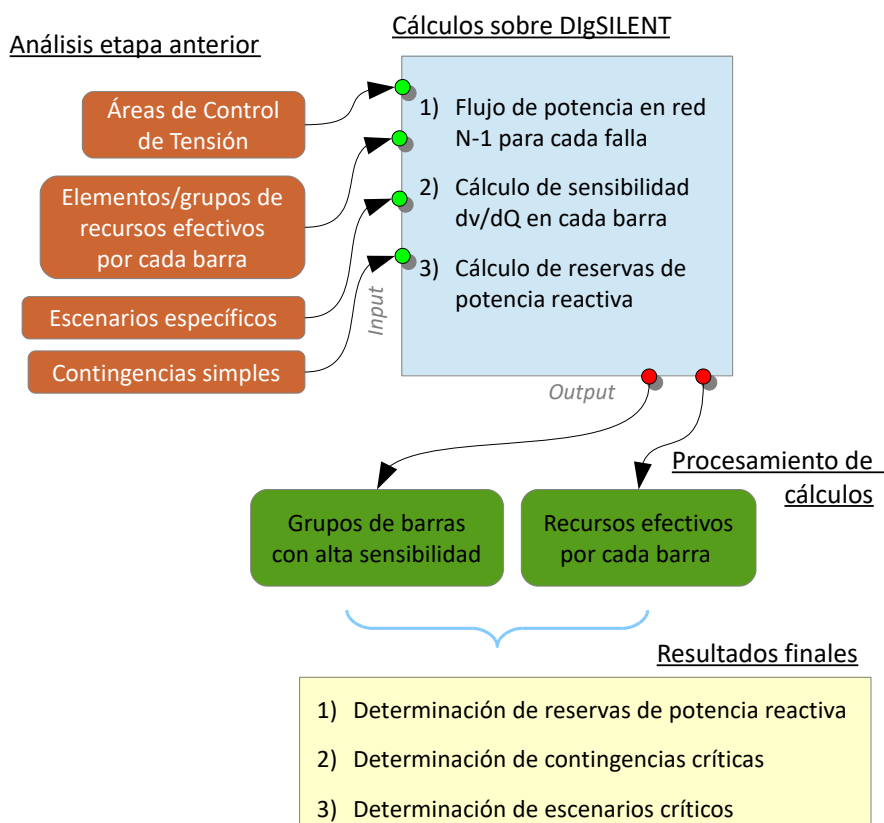 Análisis etapa anterior
Cálculos sobre DIgSILENT
Áreas de Control
de Tensión
Elementos/grupos de
recursos efectivos
por cada barra
Escenarios específicos
Contingencias simples
Input
1) Flujo de potencia en red
N-1 para cada falla
2) Cálculo de sensibilidad
dv/dQ en cada barra
3) Cálculo de reservas de
potencia reactiva
Output
Procesamiento de
cálculos
Grupos de barras
con alta sensibilidad
Recursos efectivos
por cada barra
Resultados finales
1) Determinación de reservas de potencia reactiva
2) Determinación de contingencias críticas
3) Determinación de escenarios críticos